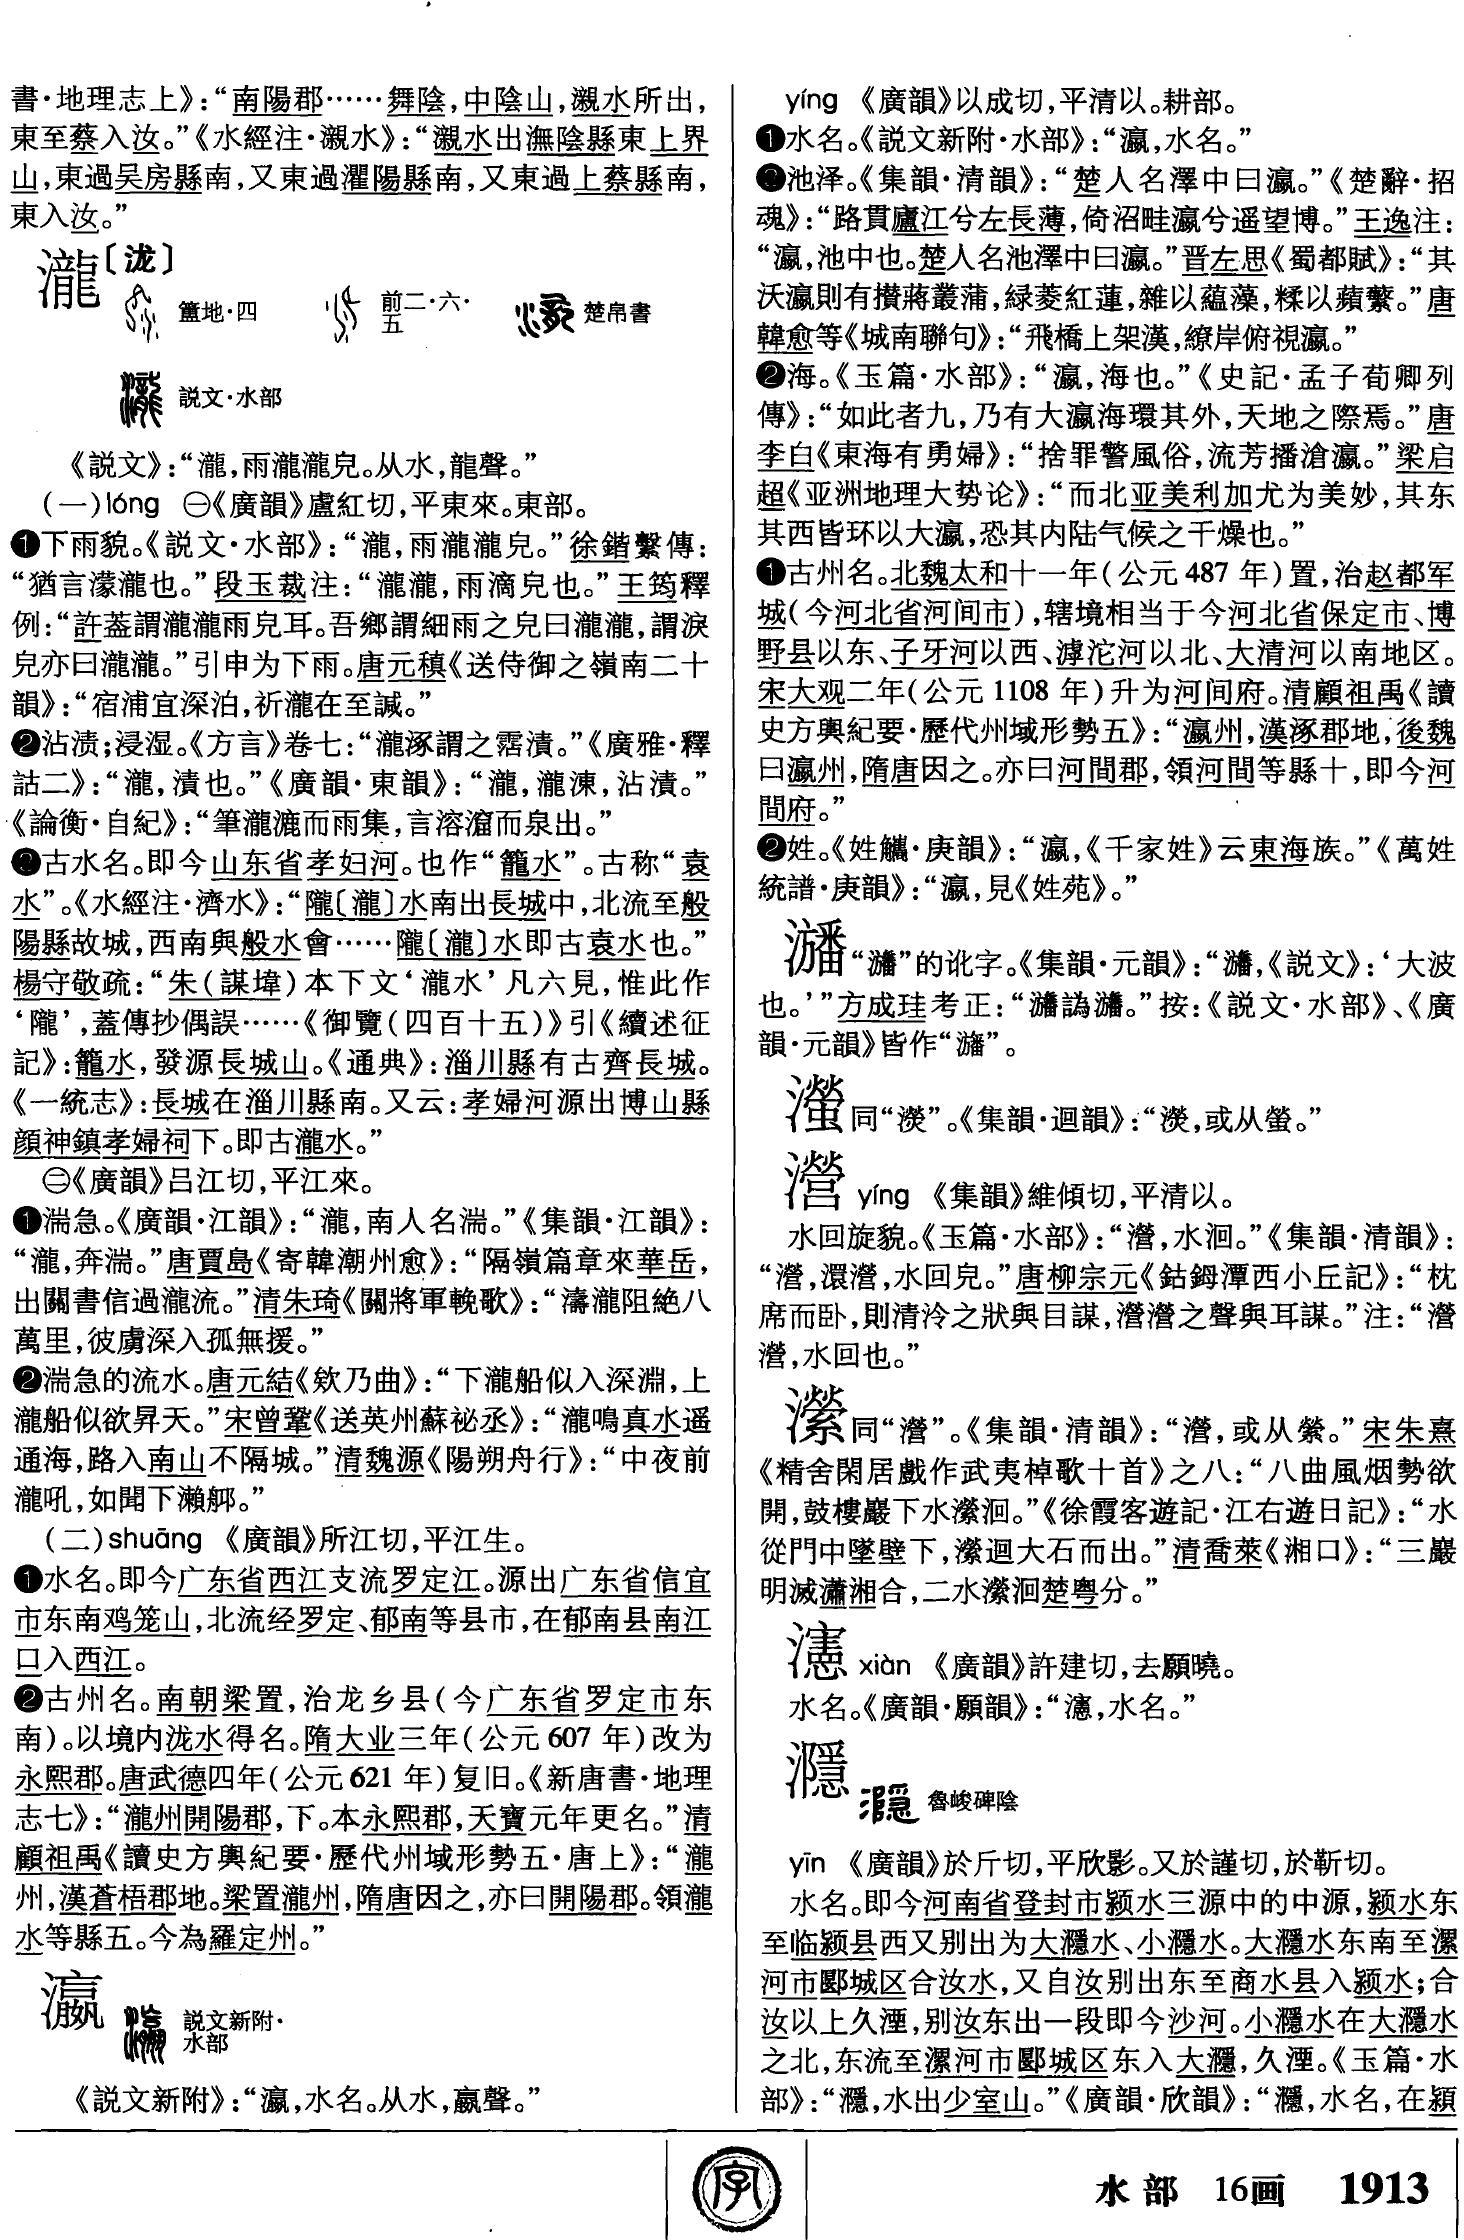 書·地理志上》：“南陽郡……舞陰，中陰山，瀙水所出，
東至蔡入汝。”《水經注·瀙水》：“瀙水出潕陰縣東上界
山，東過吴房縣南，又東過灈陽縣南，又東過上蔡縣南，
東入汝。”
瀧〔泷〕
簠地·四 前二·六·五 楚帛書
説文·水部
《説文》：“瀧，雨瀧瀧皃。从水，龍聲。”
（一）lóng ㊀《廣韻》盧紅切，平東來。東部。
❶下雨貌。《説文·水部》：“瀧，雨瀧瀧皃。”徐鍇繫傳：
“猶言濛瀧也。”段玉裁注：“瀧瀧，雨滴皃也。”王筠釋
例：“許葢謂瀧瀧雨皃耳。吾鄉謂細雨之皃曰瀧瀧，謂淚
皃亦曰瀧瀧。”引申为下雨。唐元稹《送侍御之嶺南二十
韻》：“宿浦宜深泊，祈瀧在至誠。”
❷沾渍；浸湿。《方言》卷七：“瀧涿謂之霑漬。”《廣雅·釋
詁二》：“瀧，漬也。”《廣韻·東韻》：“瀧，瀧涷，沾漬。”
《論衡·自紀》：“筆瀧漉而雨集，言溶㵢而泉出。”
❸古水名。即今山东省孝妇河。也作“籠水”。古称“袁
水”。《水經注·濟水》：“隴〔瀧〕水南出長城中，北流至般
陽縣故城，西南與般水會……隴〔瀧〕水即古袁水也。”
楊守敬疏：“朱（謀㙔）本下文‘瀧水’凡六見，惟此作
‘隴’，蓋傳抄偶誤……《御覽（四百十五）》引《續述征
記》：籠水，發源長城山。《通典》：淄川縣有古齊長城。
《一統志》：長城在淄川縣南。又云：孝婦河源出博山縣
顔神鎮孝婦祠下。即古瀧水。”
㊁《廣韻》吕江切，平江來。
❶湍急。《廣韻·江韻》：“瀧，南人名湍。”《集韻·江韻》：
“瀧，奔湍。”唐賈島《寄韓潮州愈》：“隔嶺篇章來華岳，
出關書信過瀧流。”清朱琦《關將軍輓歌》：“濤瀧阻絶八
萬里，彼虜深入孤無援。”
❷湍急的流水。唐元結《欸乃曲》：“下瀧船似入深淵，上
瀧船似欲昇天。”宋曾鞏《送英州蘇祕丞》：“瀧鳴真水遥
通海，路入南山不隔城。”清魏源《陽朔舟行》：“中夜前
瀧吼，如聞下瀨𦨵。”
（二）shuāng 《廣韻》所江切，平江生。
❶水名。即今广东省西江支流罗定江。源出广东省信宜
市东南鸡笼山，北流经罗定、郁南等县市，在郁南县南江
口入西江。
❷古州名。南朝梁置，治龙乡县（今广东省罗定市东
南）。以境内泷水得名。隋大业三年（公元 607 年）改为
永熙郡。唐武德四年（公元 621 年）复旧。《新唐書·地理
志七》：“瀧州開陽郡，下。本永熙郡，天寶元年更名。”清
顧祖禹《讀史方輿紀要·歷代州域形勢五·唐上》：“瀧
州，漢蒼梧郡地。梁置瀧州，隋唐因之，亦曰開陽郡。領瀧
水等縣五。今為羅定州。”
瀛 説文新附·水部
《説文新附》：“瀛，水名。从水，嬴聲。”
yíng 《廣韻》以成切，平清以。耕部。
❶水名。《説文新附·水部》：“瀛，水名。”
❷池泽。《集韻·清韻》：“楚人名澤中曰瀛。”《楚辭·招
魂》：“路貫廬江兮左長薄，倚沼畦瀛兮遥望博。”王逸注：
“瀛，池中也。楚人名池澤中曰瀛。”晋左思《蜀都賦》：“其
沃瀛則有攢蔣叢蒲，緑菱紅蓮，雜以蘊藻，糅以蘋蘩。”唐
韓愈等《城南聯句》：“飛橋上架漢，繚岸俯視瀛。”
❷海。《玉篇·水部》：“瀛，海也。”《史記·孟子荀卿列
傳》：“如此者九，乃有大瀛海環其外，天地之際焉。”唐
李白《東海有勇婦》：“捨罪警風俗，流芳播滄瀛。”梁启
超《亚洲地理大势论》：“而北亚美利加尤为美妙，其东
其西皆环以大瀛，恐其内陆气候之干燥也。”
❶古州名。北魏太和十一年（公元 487 年）置，治赵都军
城（今河北省河间市），辖境相当于今河北省保定市、博
野县以东、子牙河以西、滹沱河以北、大清河以南地区。
宋大观二年（公元 1108 年）升为河间府。清顧祖禹《讀
史方輿紀要·歷代州域形勢五》：“瀛州，漢涿郡地，後魏
曰瀛州，隋唐因之。亦曰河間郡，領河間等縣十，即今河
間府。”
❷姓。《姓觿·庚韻》：“瀛，《千家姓》云東海族。”《萬姓
統譜·庚韻》：“瀛，見《姓苑》。”
“”的讹字。《集韻·元韻》：“，《説文》：‘大波
也。’”方成珪考正：“譌。”按：《説文·水部》、《廣
韻·元韻》皆作“”。
同“濴”。《集韻·迥韻》：“濴，或从螢。”
瀯 yíng 《集韻》維傾切，平清以。
水回旋貌。《玉篇·水部》：“瀯，水洄。”《集韻·清韻》：
“瀯，澴瀯，水回皃。”唐柳宗元《鈷鉧潭西小丘記》：“枕
席而卧，則清泠之狀與目謀，瀯瀯之聲與耳謀。”注：“瀯
瀯，水回也。”
瀠同“瀯”。《集韻·清韻》：“瀯，或从縈。”宋朱熹
《精舍閑居戲作武夷棹歌十首》之八：“八曲風烟勢欲
開，鼓樓巖下水瀠洄。”《徐霞客遊記·江右遊日記》：“水
從門中墜壁下，瀠迴大石而出。”清喬萊《湘口》：“三巖
明滅瀟湘合，二水瀠洄楚粤分。”
瀗 xiàn 《廣韻》許建切，去願曉。
水名。《廣韻·願韻》：“瀗，水名。”
濦 魯峻碑陰
yīn 《廣韻》於斤切，平欣影。又於謹切，於靳切。
水名。即今河南省登封市颍水三源中的中源，颍水东
至临颍县西又别出为大濦水、小濦水。大濦水东南至漯
河市郾城区合汝水，又自汝别出东至商水县入颍水；合
汝以上久湮，别汝东出一段即今沙河。小濦水在大濦水
之北，东流至漯河市郾城区东入大濦，久湮。《玉篇·水
部》：“濦，水出少室山。”《廣韻·欣韻》：“濦，水名，在潁
字
水部 16画 1913